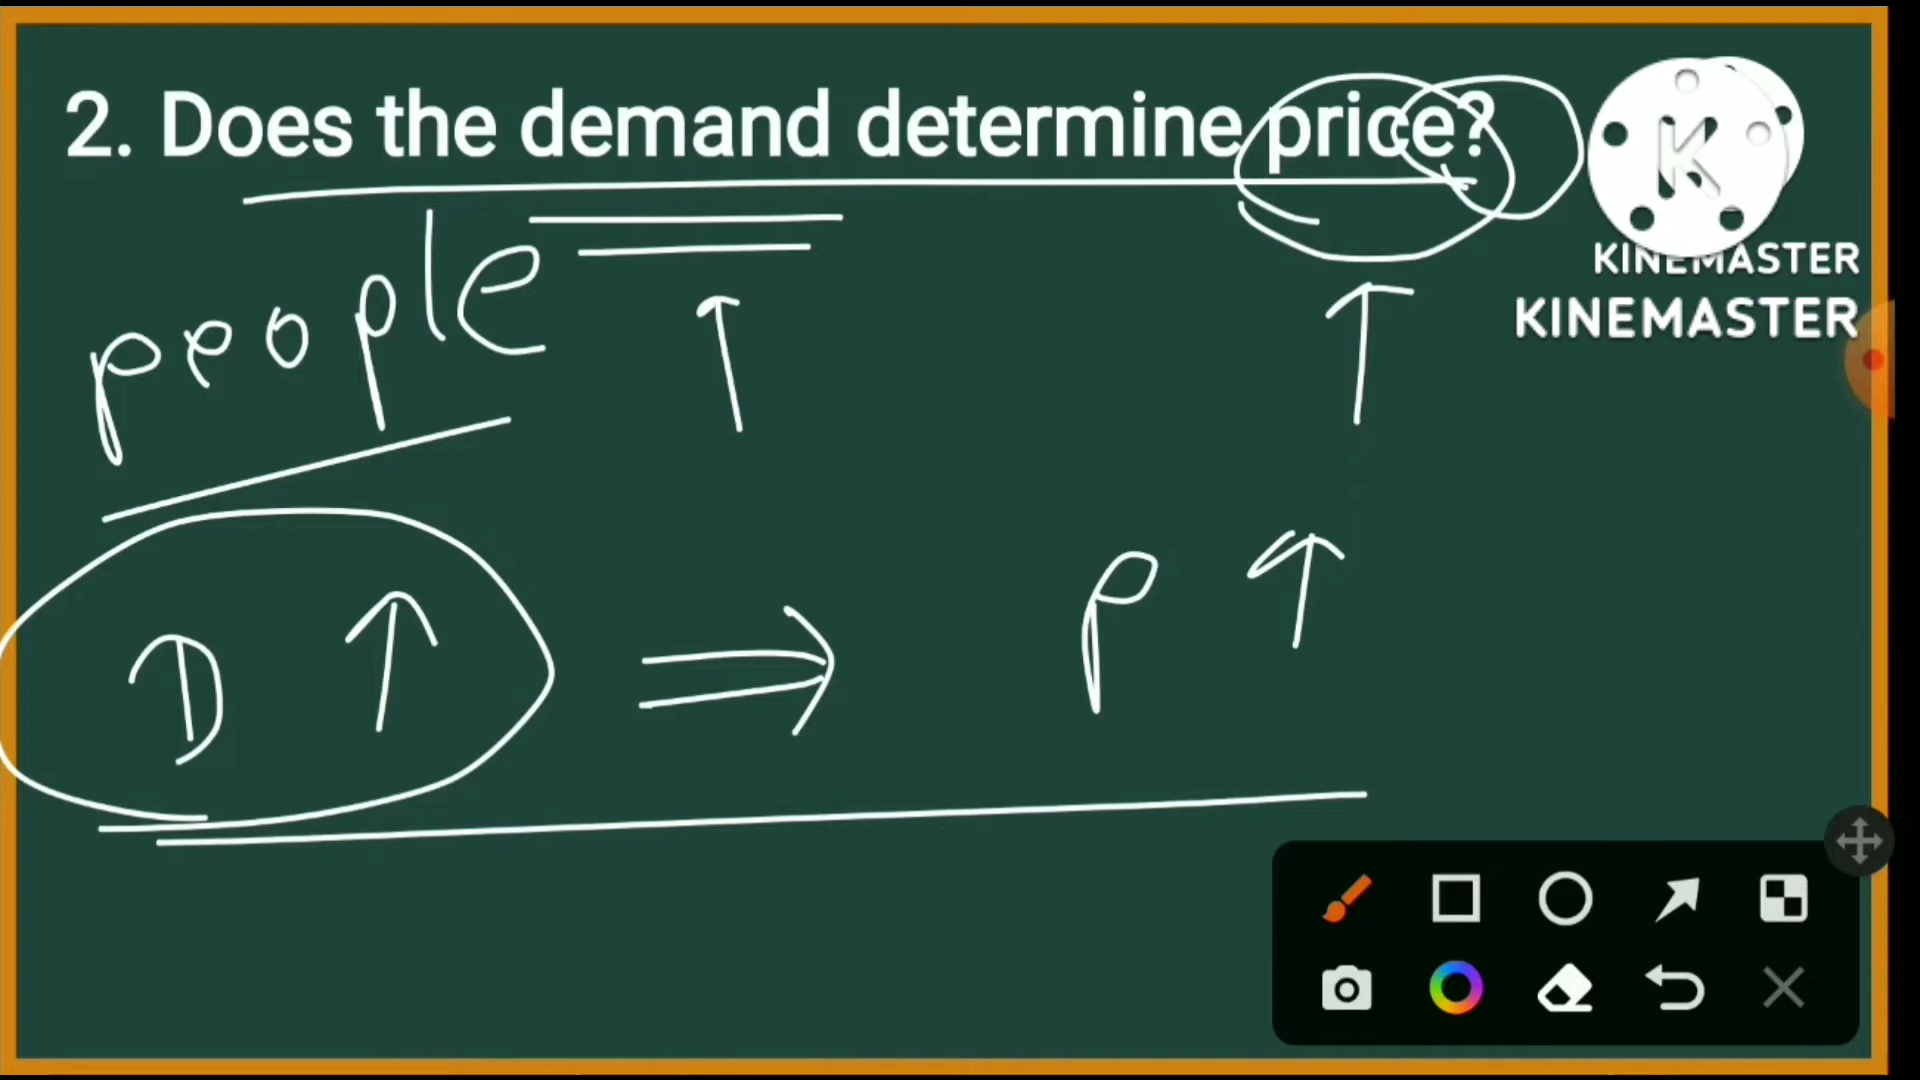 2. Does the demand determine price?
KINEMASTER
KINEMASTER
people
D ↑ ⇒ P ↑